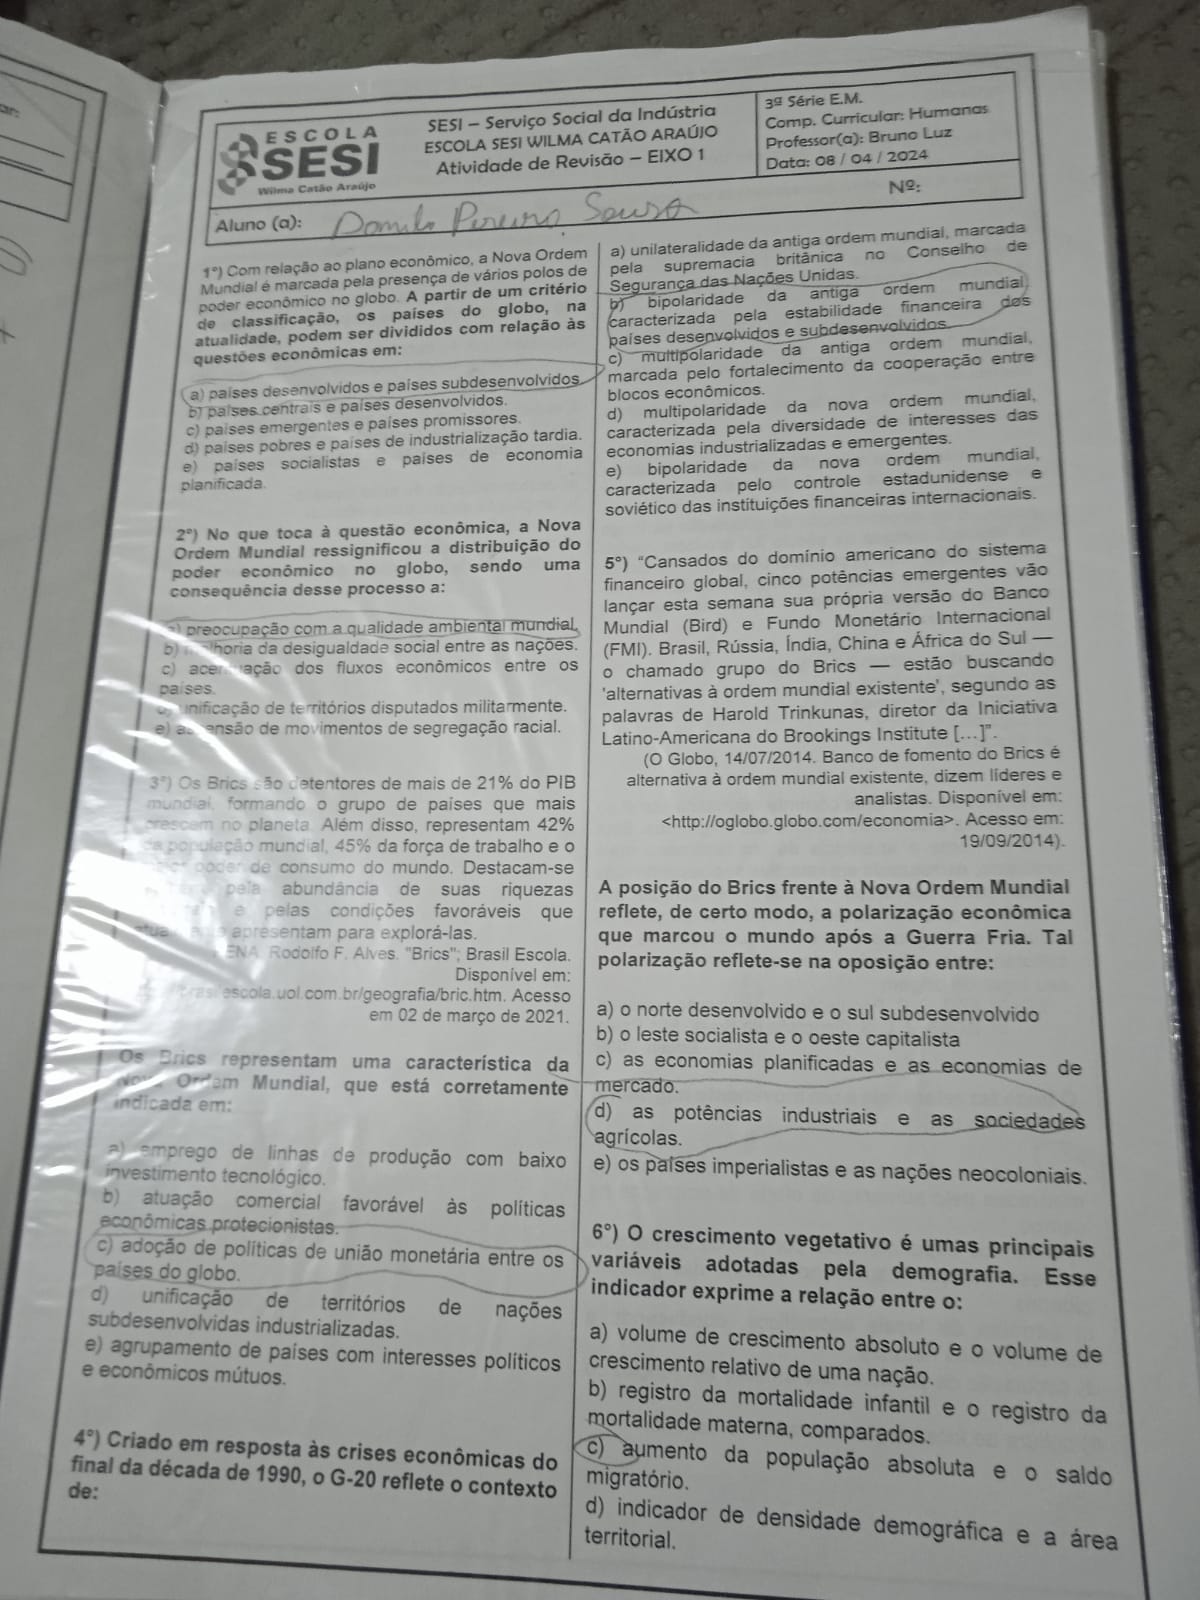 ar:
ESCOLA
SESI
Wilma Catão Araújo
SESI – Serviço Social da Indústria
ESCOLA SESI WILMA CATÃO ARAÚJO
Atividade de Revisão – EIXO 1
3ª Série E.M.
Comp. Curricular: Humanas
Professor(a): Bruno Luz
Data: 08 / 04 / 2024
Aluno (a): Danilo Pereira Sousa
Nº:
1°) Com relação ao plano econômico, a Nova Ordem
Mundial é marcada pela presença de vários polos de
poder econômico no globo. A partir de um critério
de classificação, os países do globo, na
atualidade, podem ser divididos com relação às
questões econômicas em:
a) países desenvolvidos e países subdesenvolvidos
b) países centrais e países desenvolvidos.
c) países emergentes e países promissores.
d) países pobres e países de industrialização tardia.
e) países socialistas e países de economia
planificada.
2°) No que toca à questão econômica, a Nova
Ordem Mundial ressignificou a distribuição do
poder econômico no globo, sendo uma
consequência desse processo a:
a) preocupação com a qualidade ambiental mundial.
b) melhoria da desigualdade social entre as nações.
c) acentuação dos fluxos econômicos entre os
países.
d) unificação de territórios disputados militarmente.
e) ascensão de movimentos de segregação racial.
3°) Os Brics são detentores de mais de 21% do PIB
mundial, formando o grupo de países que mais
crescem no planeta. Além disso, representam 42%
da população mundial, 45% da força de trabalho e o
poder de consumo do mundo. Destacam-se
pela abundância de suas riquezas
e pelas condições favoráveis que
apresentam para explorá-las.
ENA, Rodolfo F. Alves. "Brics"; Brasil Escola.
Disponível em:
brasilescola.uol.com.br/geografia/bric.htm. Acesso
em 02 de março de 2021.
Os Brics representam uma característica da
Nova Ordem Mundial, que está corretamente
indicada em:
a) emprego de linhas de produção com baixo
investimento tecnológico.
b) atuação comercial favorável às políticas
econômicas protecionistas.
c) adoção de políticas de união monetária entre os
países do globo.
d) unificação de territórios de nações
subdesenvolvidas industrializadas.
e) agrupamento de países com interesses políticos
e econômicos mútuos.
4°) Criado em resposta às crises econômicas do
final da década de 1990, o G-20 reflete o contexto
de:
a) unilateralidade da antiga ordem mundial, marcada
pela supremacia britânica no Conselho de
Segurança das Nações Unidas.
b) bipolaridade da antiga ordem mundial,
caracterizada pela estabilidade financeira dos
países desenvolvidos e subdesenvolvidos.
c) multipolaridade da antiga ordem mundial,
marcada pelo fortalecimento da cooperação entre
blocos econômicos.
d) multipolaridade da nova ordem mundial,
caracterizada pela diversidade de interesses das
economias industrializadas e emergentes.
e) bipolaridade da nova ordem mundial,
caracterizada pelo controle estadunidense e
soviético das instituições financeiras internacionais.
5°) “Cansados do domínio americano do sistema
financeiro global, cinco potências emergentes vão
lançar esta semana sua própria versão do Banco
Mundial (Bird) e Fundo Monetário Internacional
(FMI). Brasil, Rússia, Índia, China e África do Sul —
o chamado grupo do Brics — estão buscando
'alternativas à ordem mundial existente', segundo as
palavras de Harold Trinkunas, diretor da Iniciativa
Latino-Americana do Brookings Institute [...]”.
(O Globo, 14/07/2014. Banco de fomento do Brics é
alternativa à ordem mundial existente, dizem líderes e
analistas. Disponível em:
<http://oglobo.globo.com/economia>. Acesso em:
19/09/2014).
A posição do Brics frente à Nova Ordem Mundial
reflete, de certo modo, a polarização econômica
que marcou o mundo após a Guerra Fria. Tal
polarização reflete-se na oposição entre:
a) o norte desenvolvido e o sul subdesenvolvido
b) o leste socialista e o oeste capitalista
c) as economias planificadas e as economias de
mercado.
d) as potências industriais e as sociedades
agrícolas.
e) os países imperialistas e as nações neocoloniais.
6°) O crescimento vegetativo é umas principais
variáveis adotadas pela demografia. Esse
indicador exprime a relação entre o:
a) volume de crescimento absoluto e o volume de
crescimento relativo de uma nação.
b) registro da mortalidade infantil e o registro da
mortalidade materna, comparados.
c) aumento da população absoluta e o saldo
migratório.
d) indicador de densidade demográfica e a área
territorial.